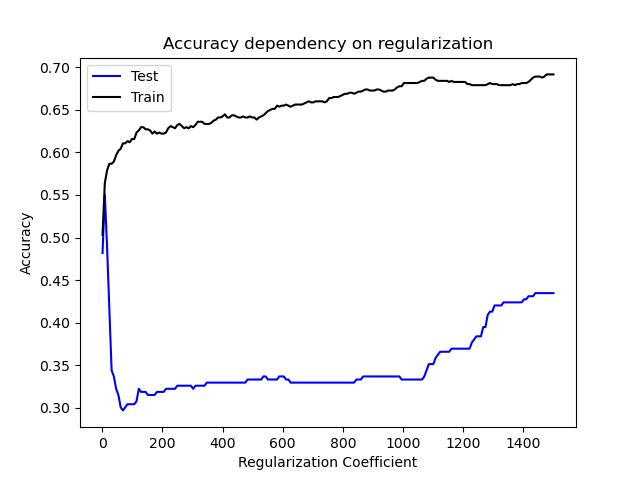 Accuracy dependency on regularization
Test
Train
0.70
0.65
0.60
0.55
0.50
0.45
0.40
0.35
0.30
Accuracy
0 200 400 600 800 1000 1200 1400
Regularization Coefficient